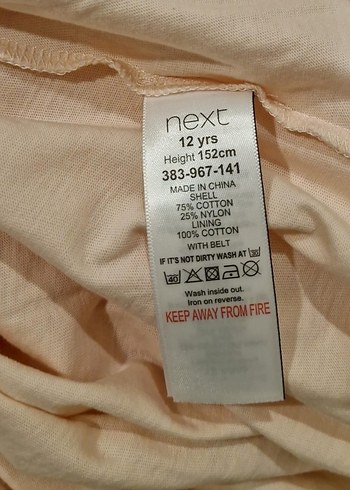 next
12 yrs
Height 152cm
383-967-141
MADE IN CHINA
SHELL
75% COTTON
25% NYLON
LINING
100% COTTON
WITH BELT
IF IT'S NOT DIRTY WASH AT 30
40
Wash inside out.
Iron on reverse.
KEEP AWAY FROM FIRE